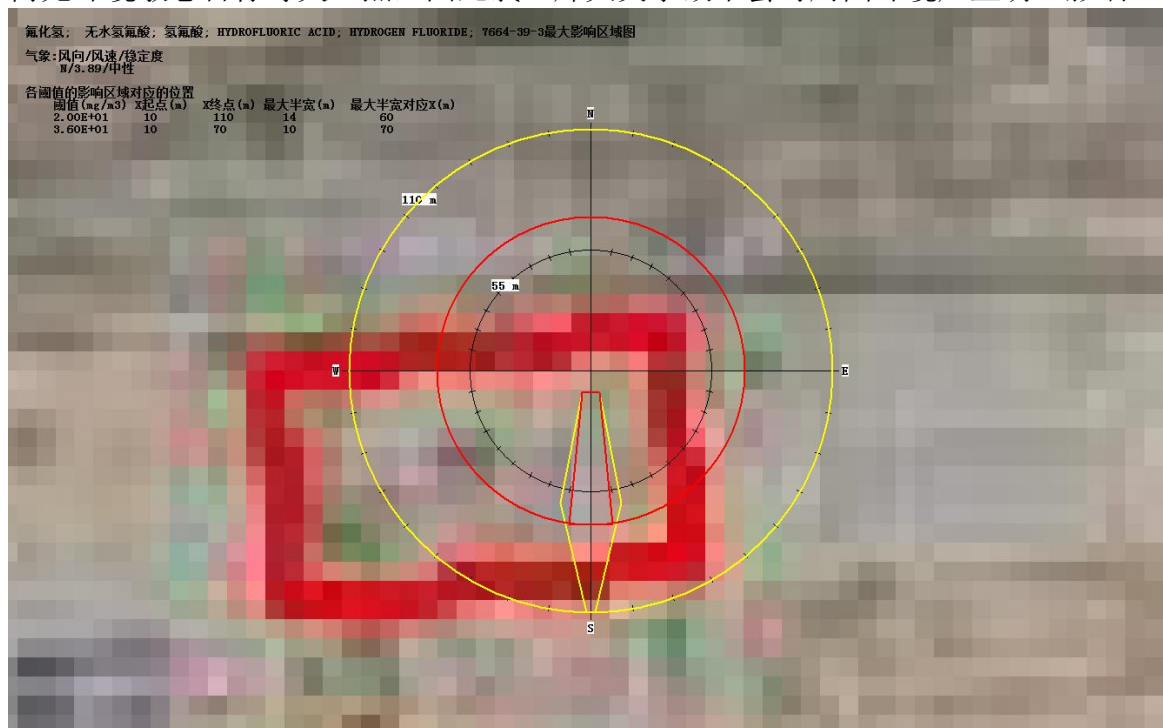 氟化氢; 无水氢氟酸; 氢氟酸; HYDROFLUORIC ACID; HYDROGEN FLUORIDE; 7664-39-3最大影响区域图
气象:风向/风速/稳定度
N/3.89/中性
各阈值的影响区域对应的位置
阈值(mg/m3) X起点(m) X终点(m) 最大半宽(m) 最大半宽对应X(m)
2.00E+01 10 110 14 60
3.60E+01 10 70 10 70
N
110 m
55 m
W
E
S